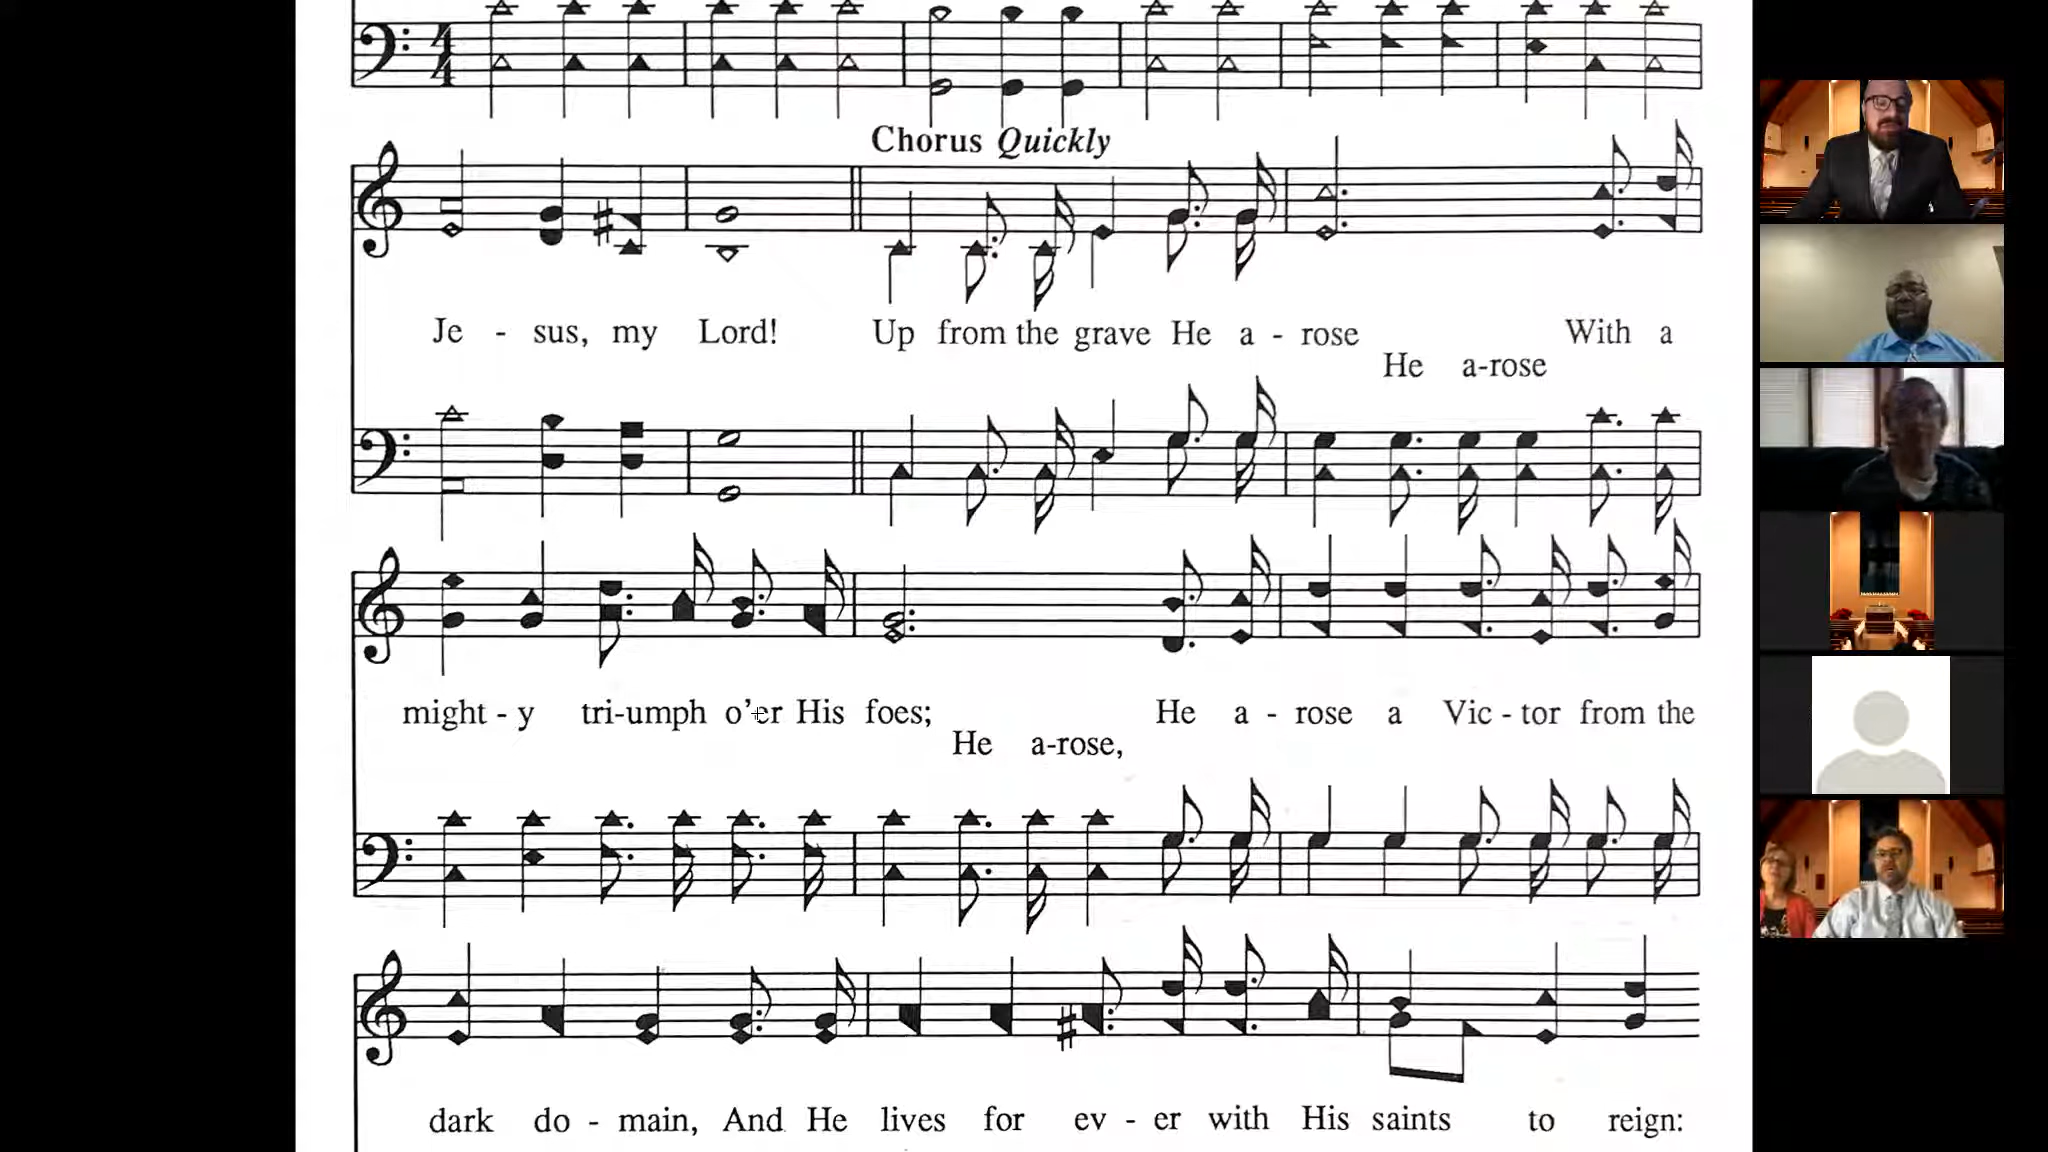 4
4
Chorus Quickly
Je - sus, my Lord! Up from the grave He a - rose With a
He a-rose
might - y tri-umph o'er His foes; He a - rose a Vic - tor from the
He a-rose,
dark do - main, And He lives for ev - er with His saints to reign: